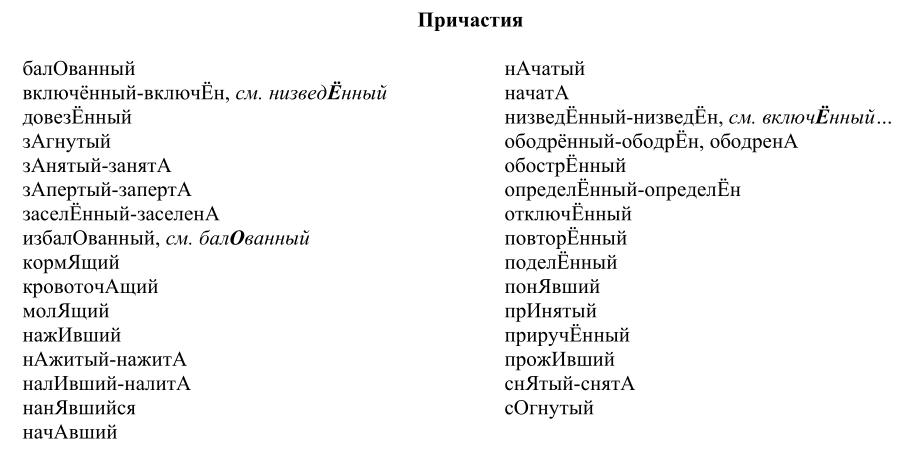 Причастия
балОванный
включённый-включЁн, см. низведЁнный
довезЁнный
зАгнутый
зАнятый-занятА
зАпертый-запертА
заселЁнный-заселенА
избалОванный, см. балОванный
кормЯщий
кровоточАщий
молЯщий
нажИвший
нАжитый-нажитА
налИвший-налитА
нанЯвшийся
начАвший
нАчатый
начатА
низведЁнный-низведЁн, см. включЁнный…
ободрённый-ободрЁн, ободренА
обострЁнный
определЁнный-определЁн
отключЁнный
повторЁнный
поделЁнный
понЯвший
прИнятый
приручЁнный
прожИвший
снЯтый-снятА
сОгнутый